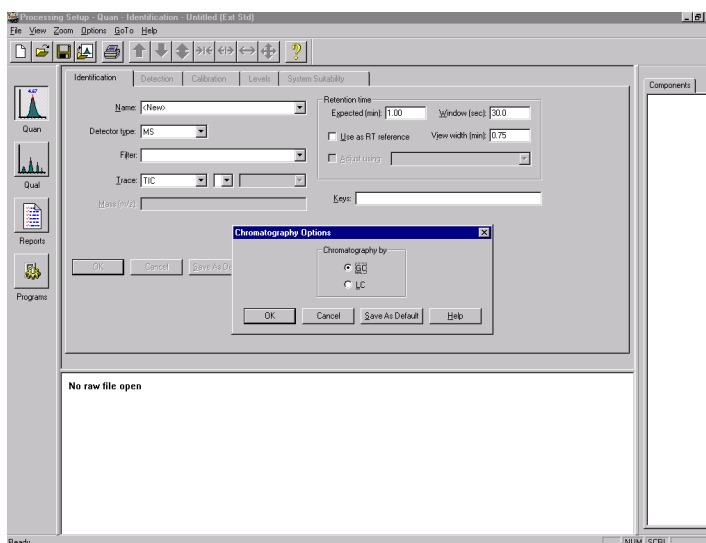 Processing Setup - Quan - Identification - Untitled (Ext Std)
File View Zoom Options GoTo Help
Identification Detection Calibration Levels System Suitability
Components
4.67
Quan
Qual
Reports
Programs
Name: <New>
Detector type: MS
Filter:
Trace: TIC
Mass (m/z):
Retention time
Expected (min): 1.00 Window (sec): 30.0
Use as RT reference View width (min): 0.75
Adjust using:
Keys:
OK Cancel Save As De
Chromatography Options
Chromatography by
GC
LC
OK Cancel Save As Default Help
No raw file open
Ready NUM SCRL